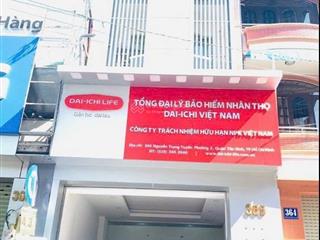 Hàng
DAI-ICHI LIFE
Gắn bó dài lâu
TỔNG ĐẠI LÝ BẢO HIỂM NHÂN THỌ
DAI-ICHI VIỆT NAM
CÔNG TY TRÁCH NHIỆM HỮU HẠN NPK VIỆT NAM
366
364